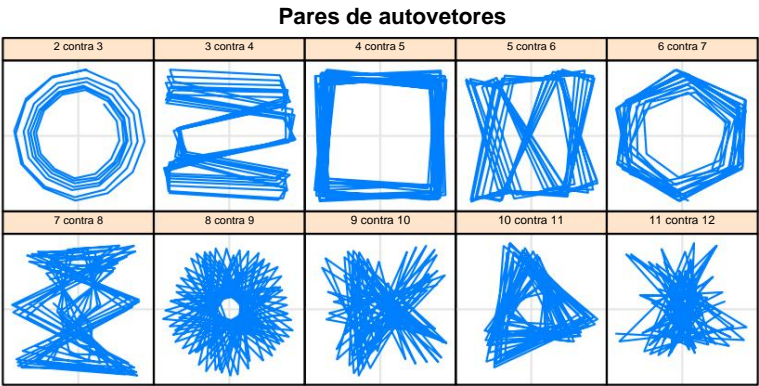 Pares de autovetores
2 contra 3
3 contra 4
4 contra 5
5 contra 6
6 contra 7
7 contra 8
8 contra 9
9 contra 10
10 contra 11
11 contra 12